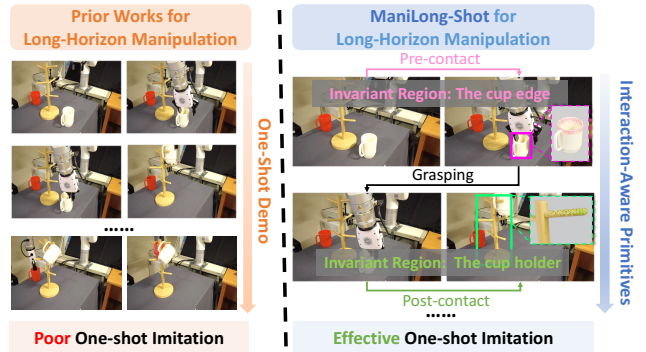 Prior Works for
Long-Horizon Manipulation
One-Shot Demo
......
Poor One-shot Imitation
ManiLong-Shot for
Long-Horizon Manipulation
Pre-contact
Invariant Region: The cup edge
Grasping
Invariant Region: The cup holder
Post-contact
......
Interaction-Aware Primitives
Effective One-shot Imitation